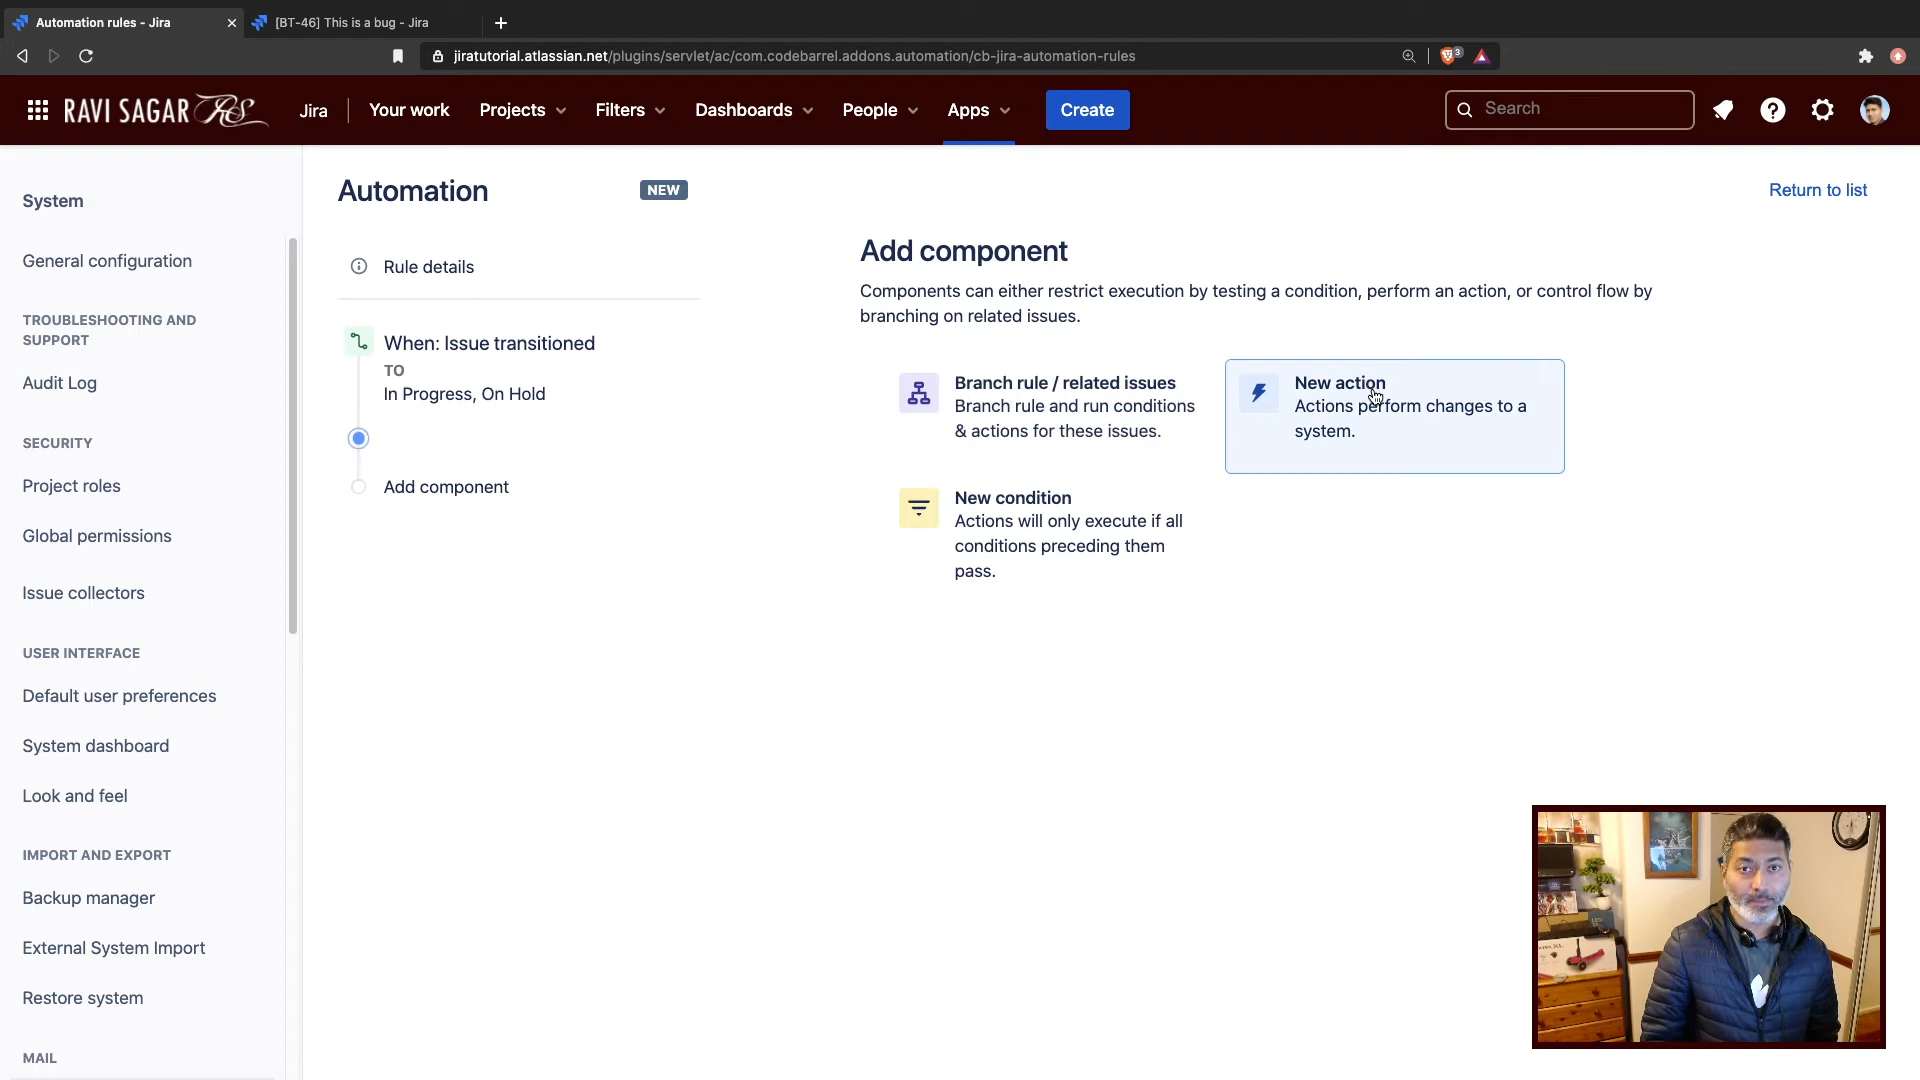 Automation rules - Jira
[BT-46] This is a bug - Jira
jiratutorial.atlassian.net/plugins/servlet/ac/com.codebarrel.addons.automation/cb-jira-automation-rules
3
RAVI SAGAR RS
Jira
Your work
Projects
Filters
Dashboards
People
Apps
Create
Search
System
General configuration
TROUBLESHOOTING AND
SUPPORT
Audit Log
SECURITY
Project roles
Global permissions
Issue collectors
USER INTERFACE
Default user preferences
System dashboard
Look and feel
IMPORT AND EXPORT
Backup manager
External System Import
Restore system
MAIL
Automation
NEW
Return to list
Rule details
When: Issue transitioned
TO
In Progress, On Hold
Add component
Add component
Components can either restrict execution by testing a condition, perform an action, or control flow by
branching on related issues.
Branch rule / related issues
Branch rule and run conditions
& actions for these issues.
New action
Actions perform changes to a
system.
New condition
Actions will only execute if all
conditions preceding them
pass.